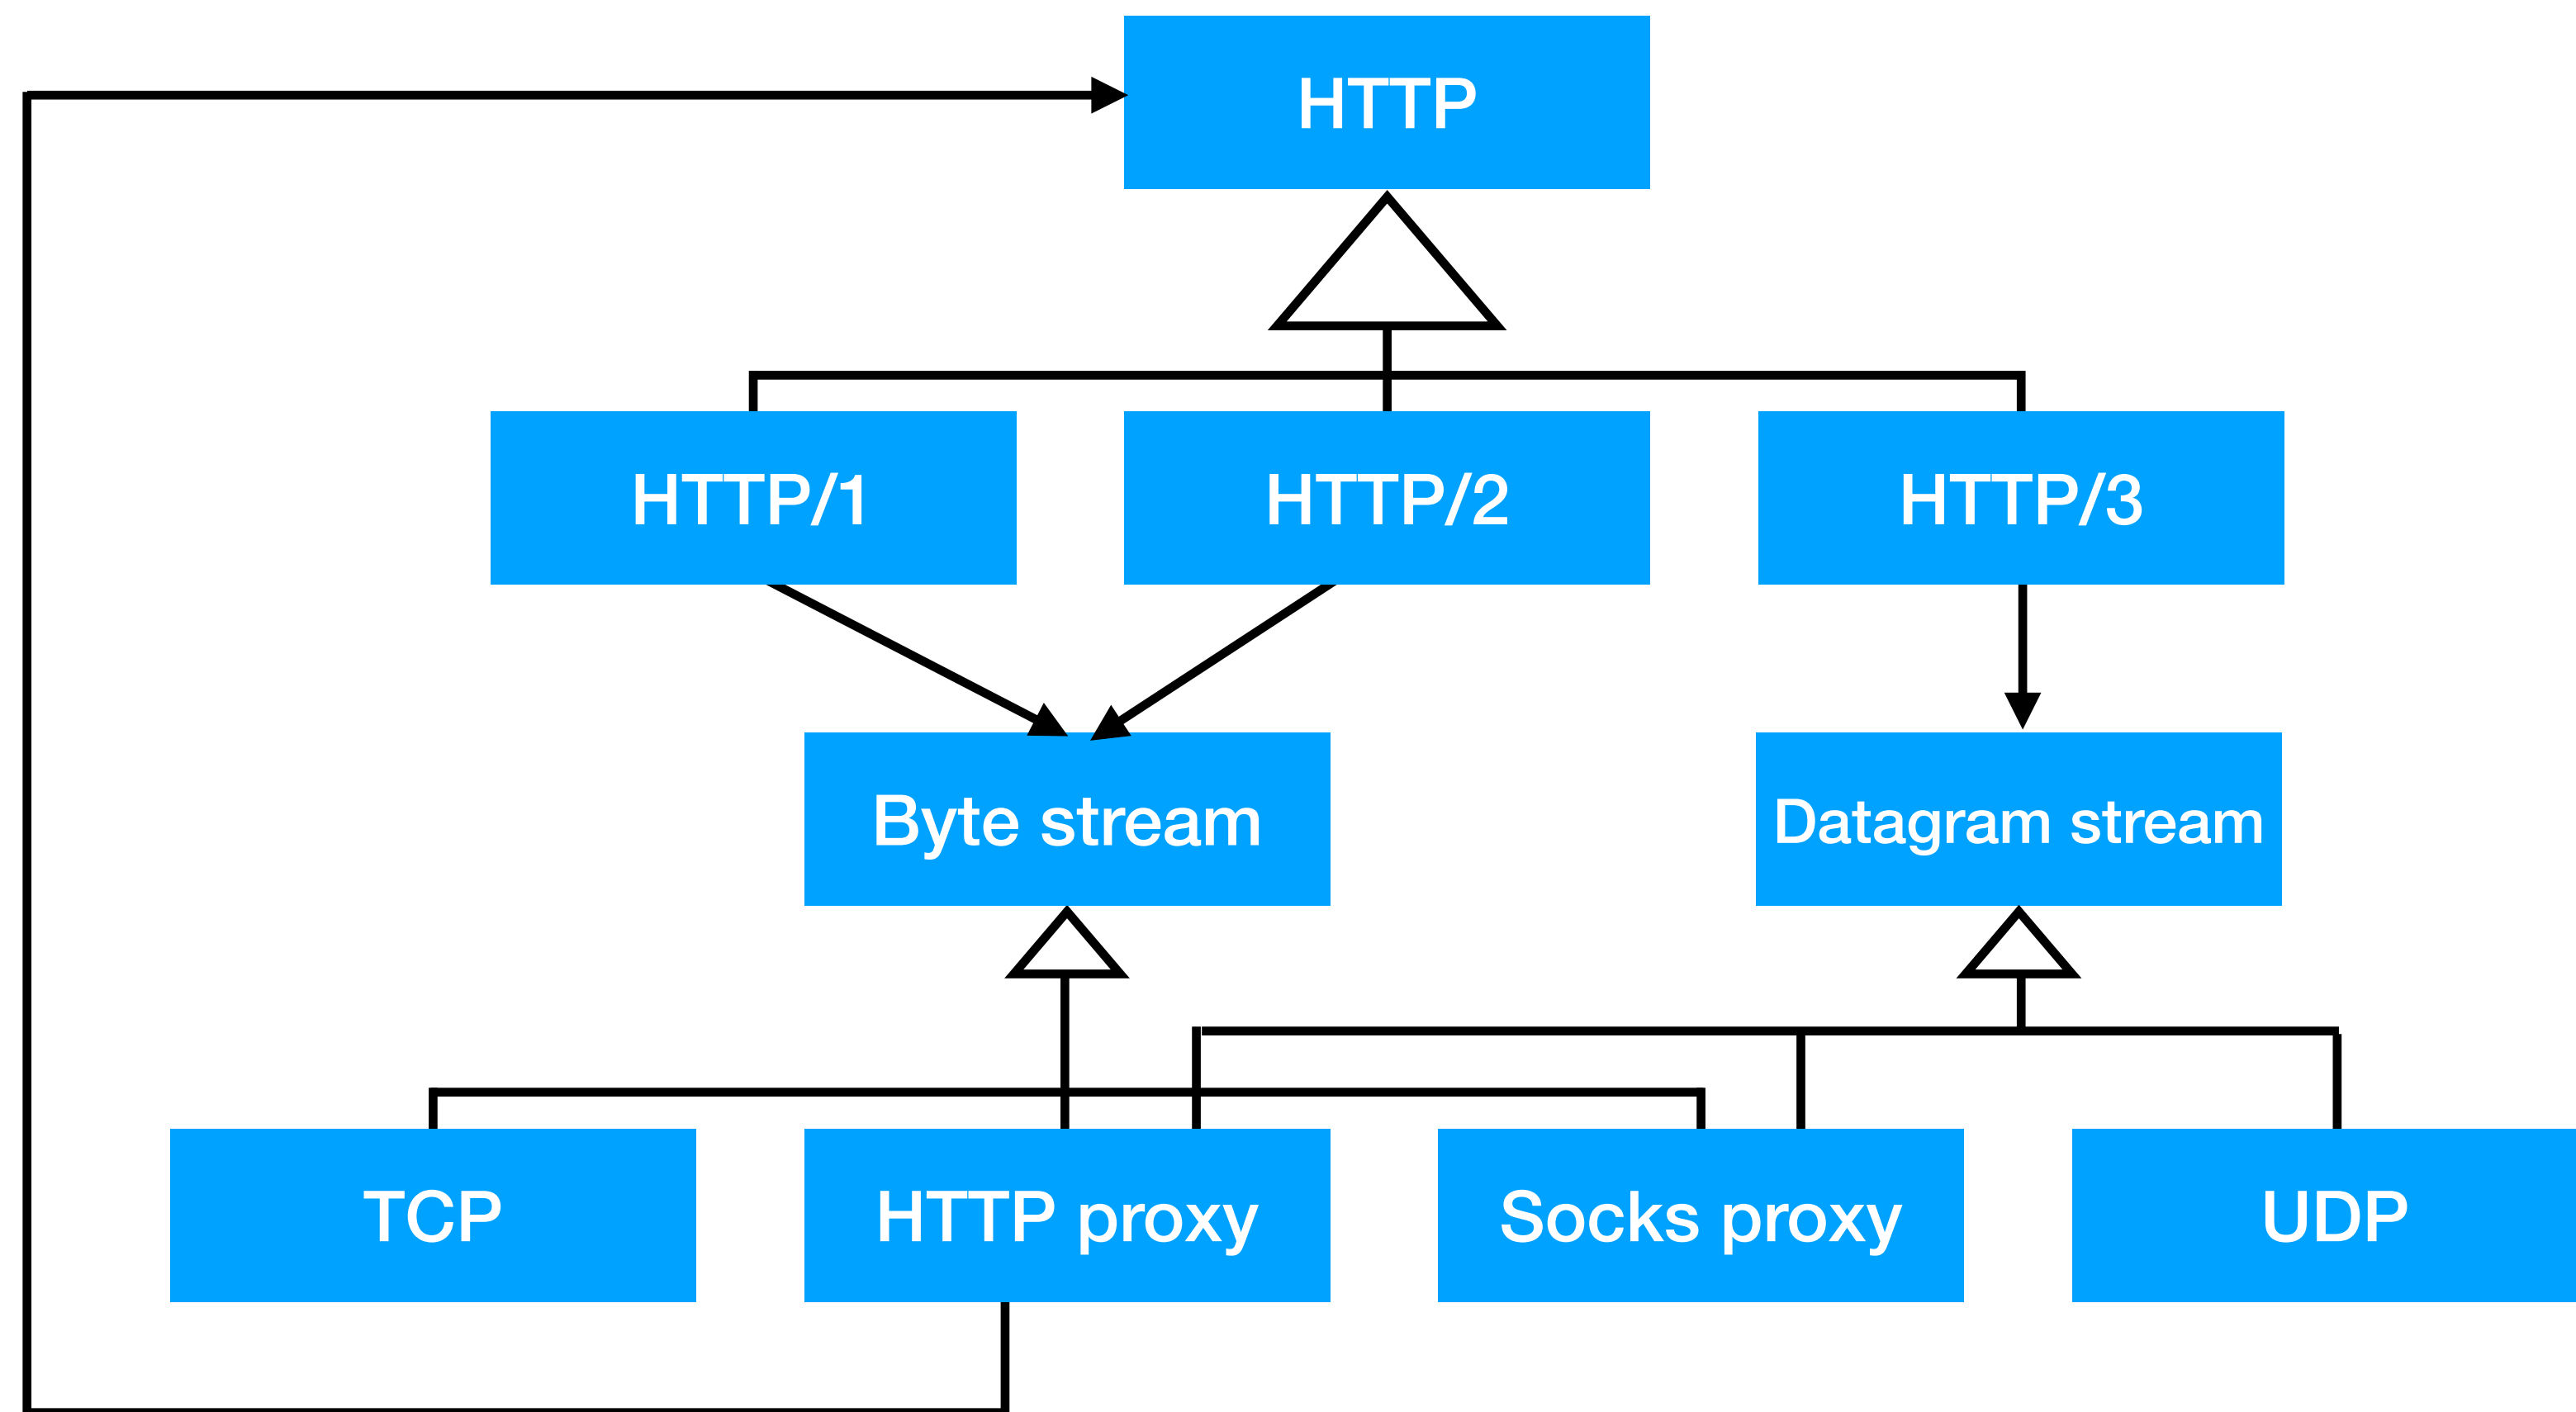 HTTP
HTTP/1
HTTP/2
HTTP/3
Byte stream
Datagram stream
TCP
HTTP proxy
Socks proxy
UDP